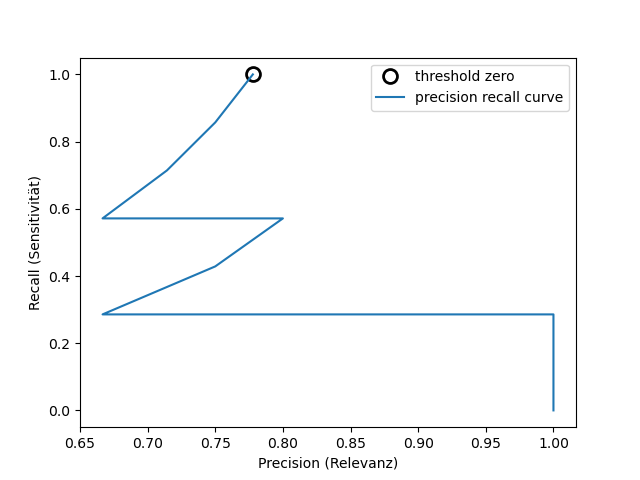 threshold zero
precision recall curve
1.0
0.8
0.6
0.4
0.2
0.0
Recall (Sensitivität)
0.65 0.70 0.75 0.80 0.85 0.90 0.95 1.00
Precision (Relevanz)